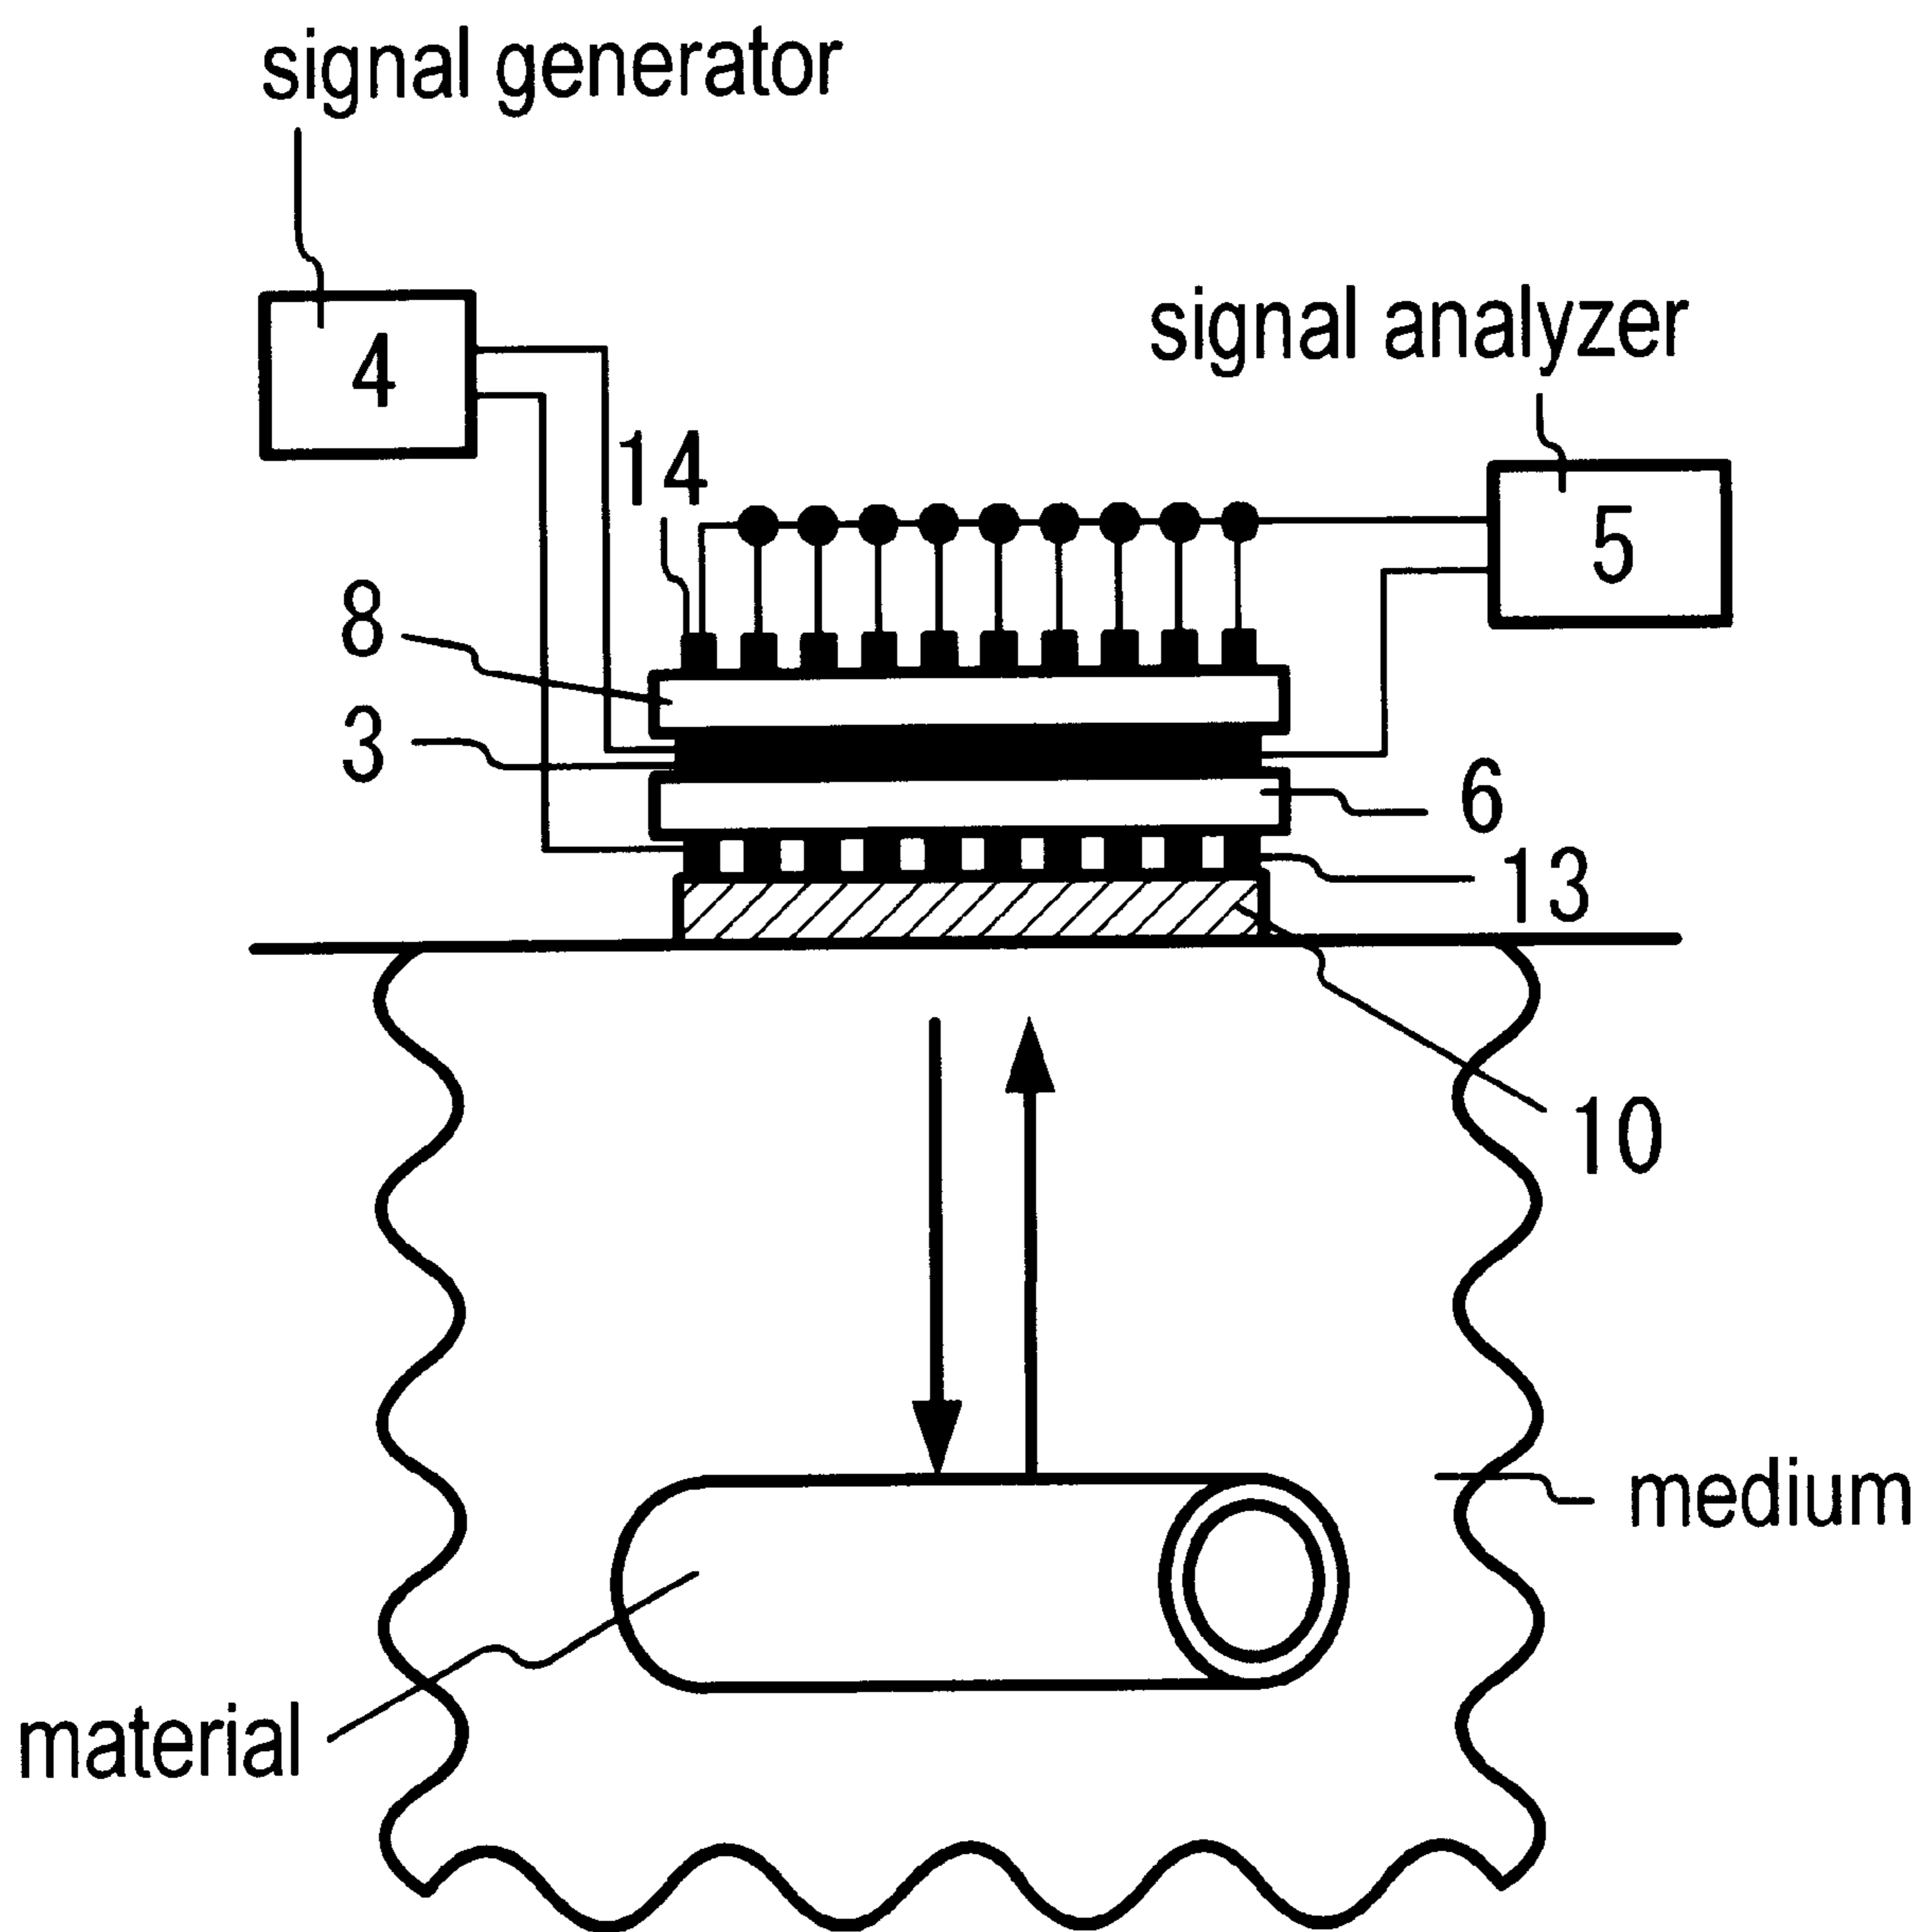 signal generator
4
signal analyzer
14
5
8
3
6
13
10
medium
material